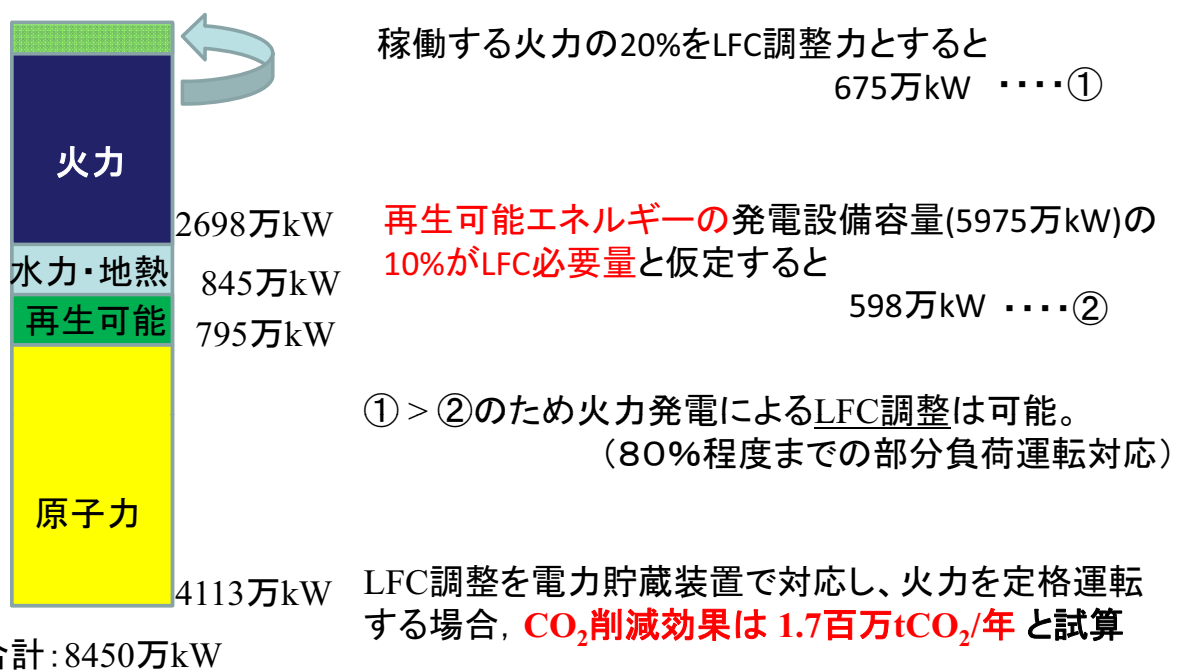 稼働する火力の20%をLFC調整力とすると
675万kW ････①
火力
2698万kW
再生可能エネルギーの発電設備容量(5975万kW)の
水力・地熱
845万kW
10%がLFC必要量と仮定すると
598万kW ････②
再生可能
795万kW
①>②のため火力発電によるLFC調整は可能。
（80%程度までの部分負荷運転対応）
原子力
4113万kW
LFC調整を電力貯蔵装置で対応し、火力を定格運転
する場合, CO₂削減効果は 1.7百万tCO₂/年 と試算
合計:8450万kW